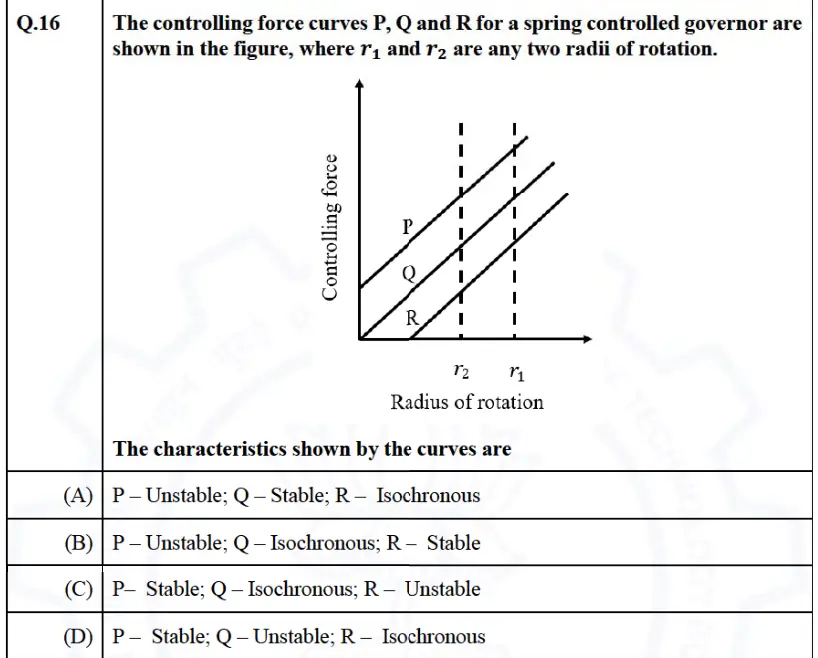 Q.16
The controlling force curves P, Q and R for a spring controlled governor are
shown in the figure, where r₁ and r₂ are any two radii of rotation.
Controlling force
P
Q
R
r₂ r₁
Radius of rotation
The characteristics shown by the curves are
(A) P – Unstable; Q – Stable; R – Isochronous
(B) P – Unstable; Q – Isochronous; R – Stable
(C) P– Stable; Q – Isochronous; R – Unstable
(D) P – Stable; Q – Unstable; R – Isochronous